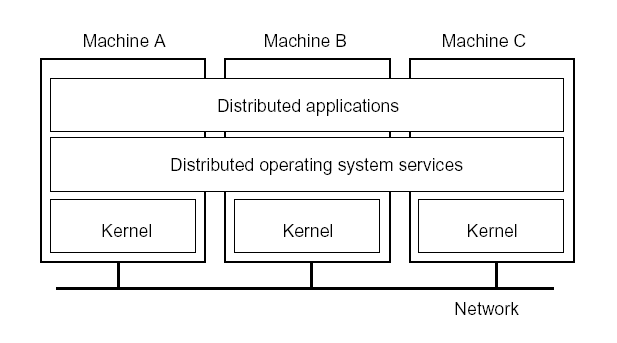 Machine A
Machine B
Machine C
Distributed applications
Distributed operating system services
Kernel
Kernel
Kernel
Network